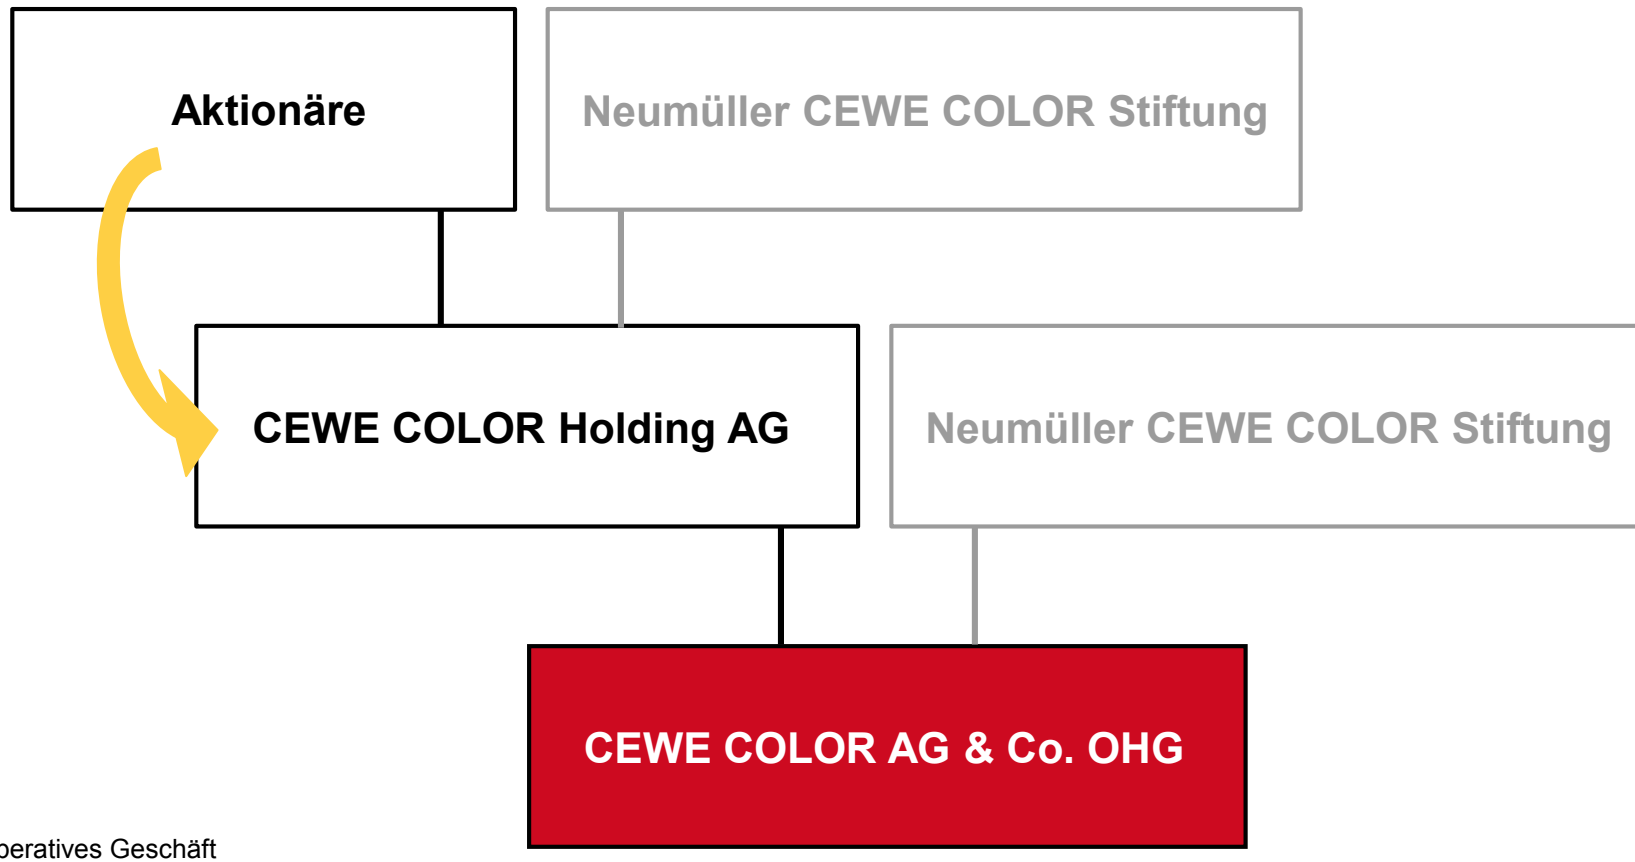 Aktionäre
Neumüller CEWE COLOR Stiftung
CEWE COLOR Holding AG
Neumüller CEWE COLOR Stiftung
CEWE COLOR AG & Co. OHG
peratives Geschäft